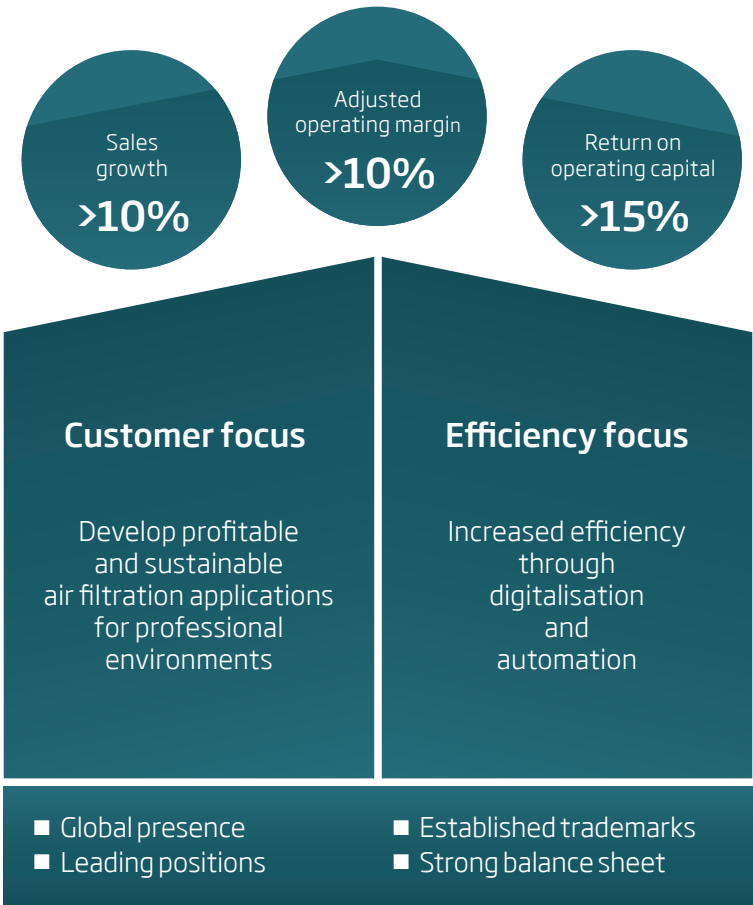 Sales
growth
>10%
Adjusted
operating margin
>10%
Return on
operating capital
>15%
Customer focus
Develop profitable
and sustainable
air filtration applications
for professional
environments
Efficiency focus
Increased efficiency
through
digitalisation
and
automation
■ Global presence
■ Leading positions
■ Established trademarks
■ Strong balance sheet